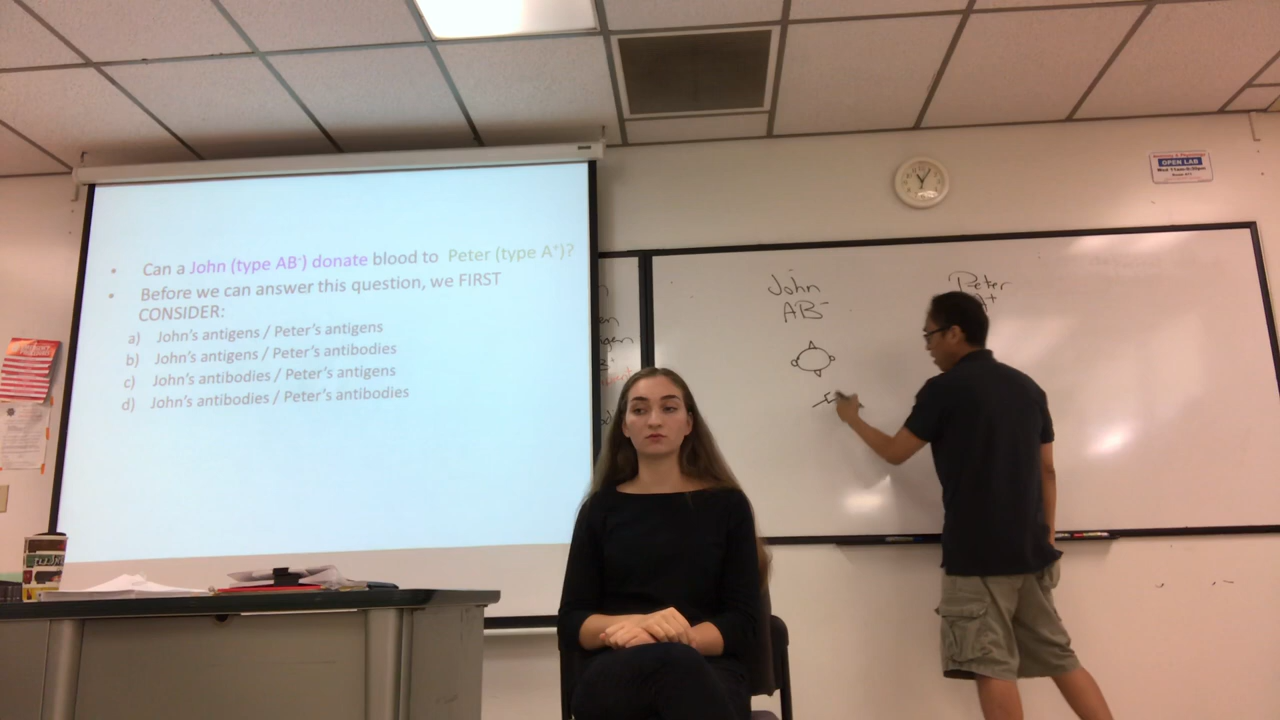 • Can a John (type AB-) donate blood to Peter (type A+)?
• Before we can answer this question, we FIRST
CONSIDER:
a) John's antigens / Peter's antigens
b) John's antigens / Peter's antibodies
c) John's antibodies / Peter's antigens
d) John's antibodies / Peter's antibodies
John
AB-
Peter
+
OPEN LAB